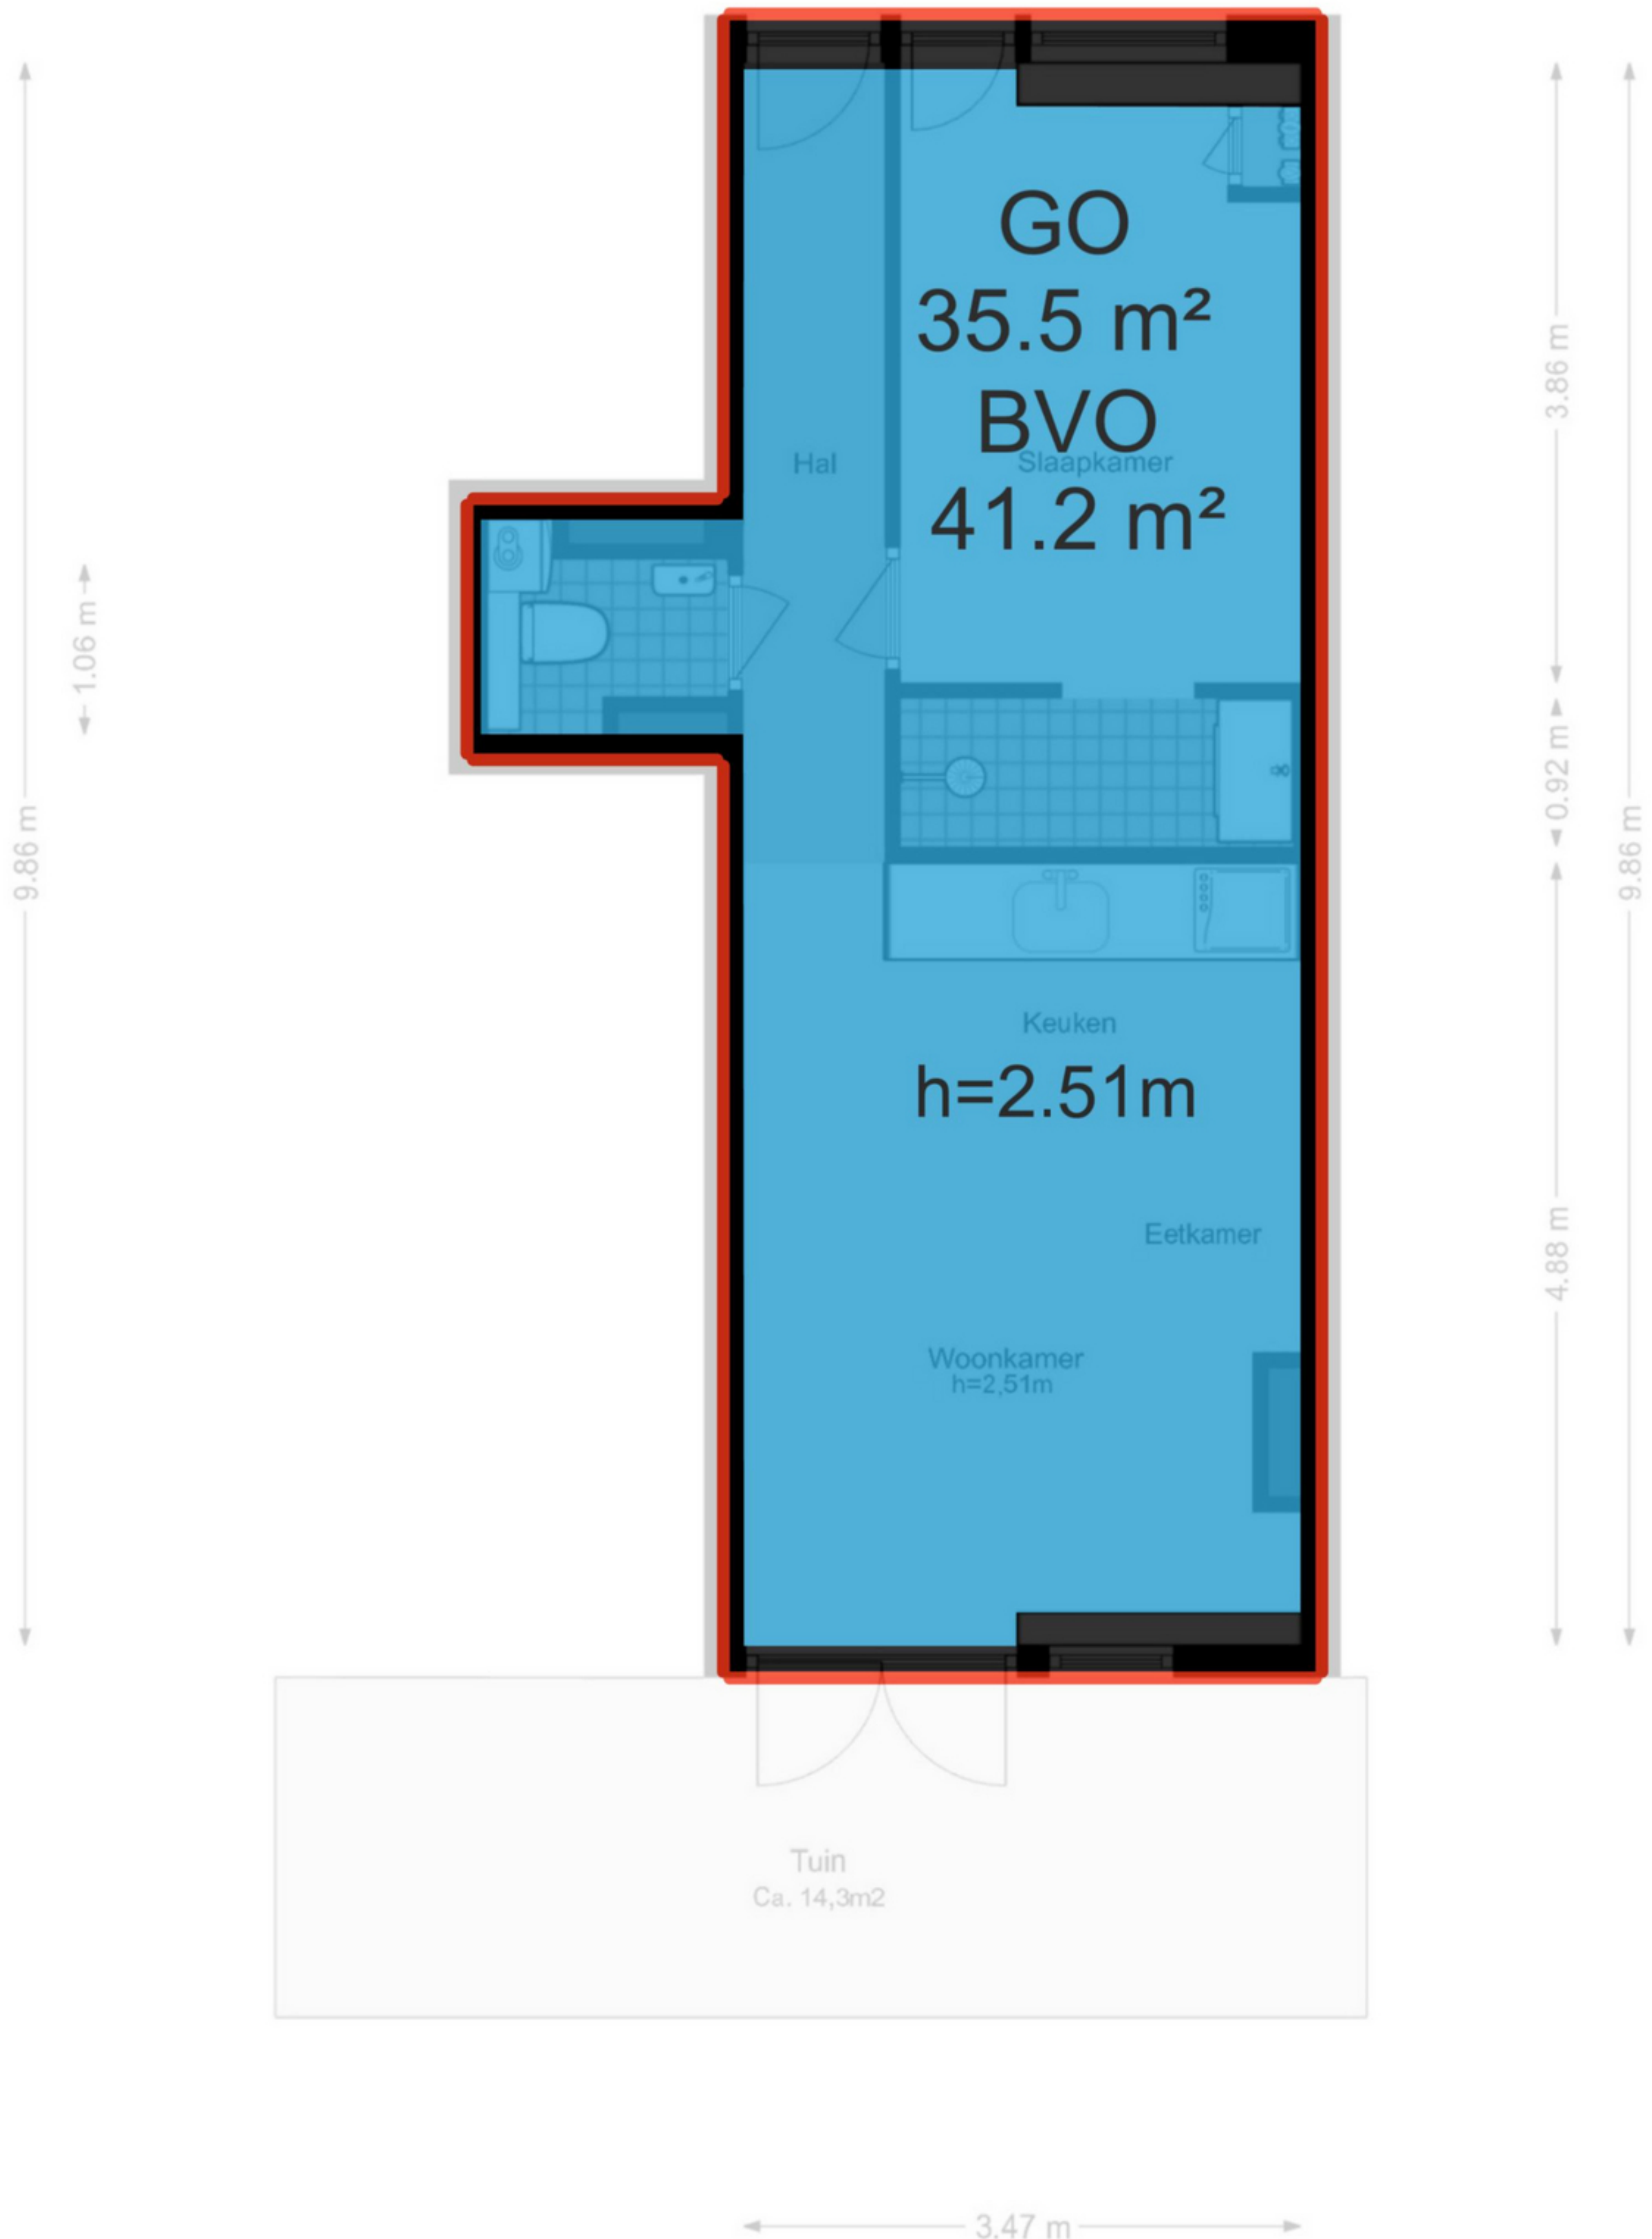 GO
35.5 m²
BVO
Hal
Slaapkamer
41.2 m²
3.86 m
1.06 m
0.92 m
9.86 m
9.86 m
Keuken
h=2.51m
Eetkamer
4.88 m
Woonkamer
h=2,51m
Tuin
Ca. 14,3m2
3.47 m